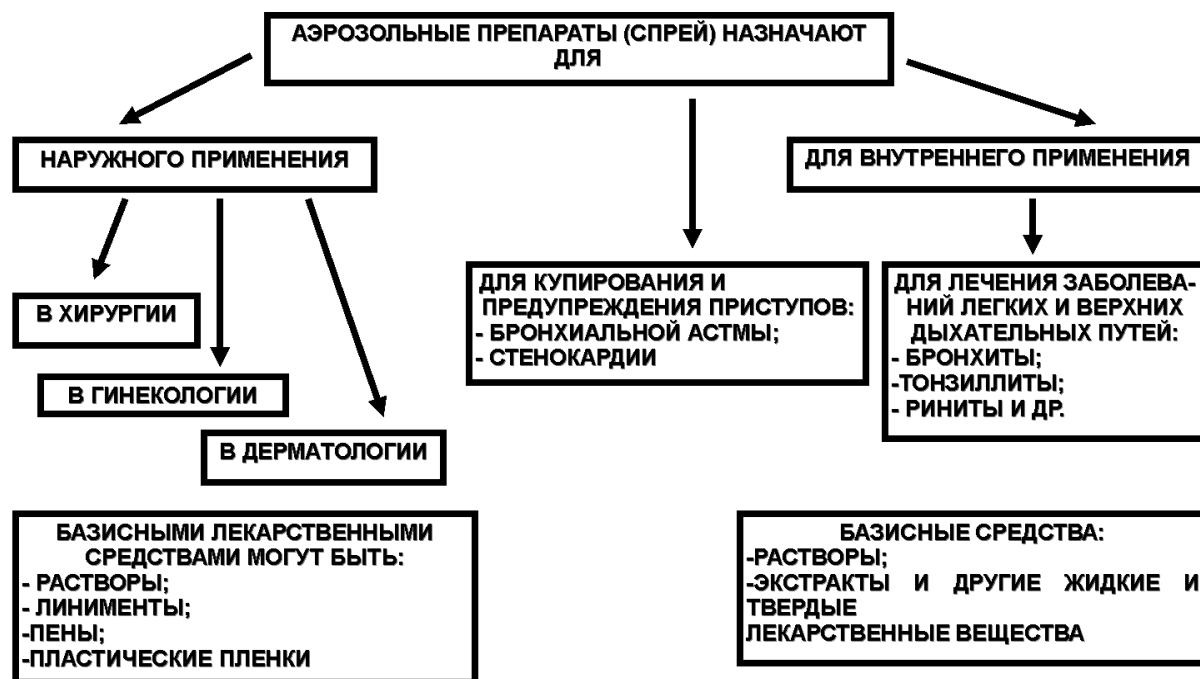 АЭРОЗОЛЬНЫЕ ПРЕПАРАТЫ (СПРЕЙ) НАЗНАЧАЮТ
ДЛЯ
НАРУЖНОГО ПРИМЕНЕНИЯ
ДЛЯ ВНУТРЕННЕГО ПРИМЕНЕНИЯ
В ХИРУРГИИ
В ГИНЕКОЛОГИИ
В ДЕРМАТОЛОГИИ
ДЛЯ КУПИРОВАНИЯ И
ПРЕДУПРЕЖДЕНИЯ ПРИСТУПОВ:
- БРОНХИАЛЬНОЙ АСТМЫ;
- СТЕНОКАРДИИ
ДЛЯ ЛЕЧЕНИЯ ЗАБОЛЕВА-
НИЙ ЛЕГКИХ И ВЕРХНИХ
ДЫХАТЕЛЬНЫХ ПУТЕЙ:
- БРОНХИТЫ;
-ТОНЗИЛЛИТЫ;
- РИНИТЫ И ДР.
БАЗИСНЫМИ ЛЕКАРСТВЕННЫМИ
СРЕДСТВАМИ МОГУТ БЫТЬ:
- РАСТВОРЫ;
- ЛИНИМЕНТЫ;
-ПЕНЫ;
-ПЛАСТИЧЕСКИЕ ПЛЕНКИ
БАЗИСНЫЕ СРЕДСТВА:
-РАСТВОРЫ;
-ЭКСТРАКТЫ И ДРУГИЕ ЖИДКИЕ И
ТВЕРДЫЕ
ЛЕКАРСТВЕННЫЕ ВЕЩЕСТВА